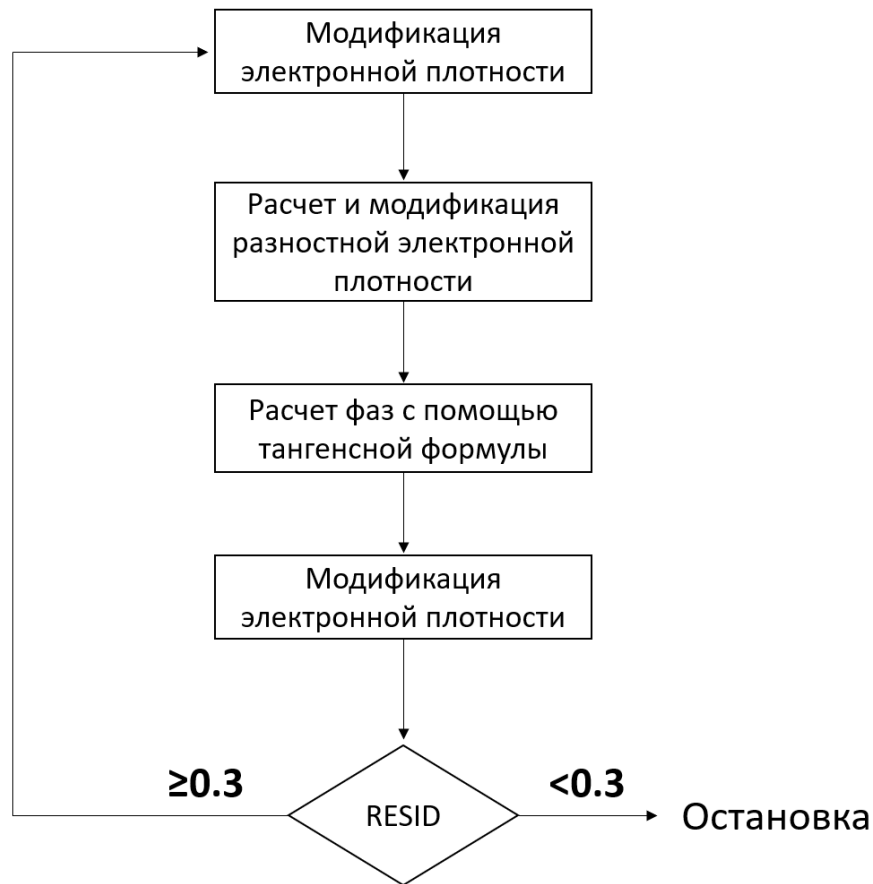 Модификация
электронной плотности
Расчет и модификация
разностной электронной
плотности
Расчет фаз с помощью
тангенсной формулы
Модификация
электронной плотности
≥0.3
<0.3
RESID
Остановка